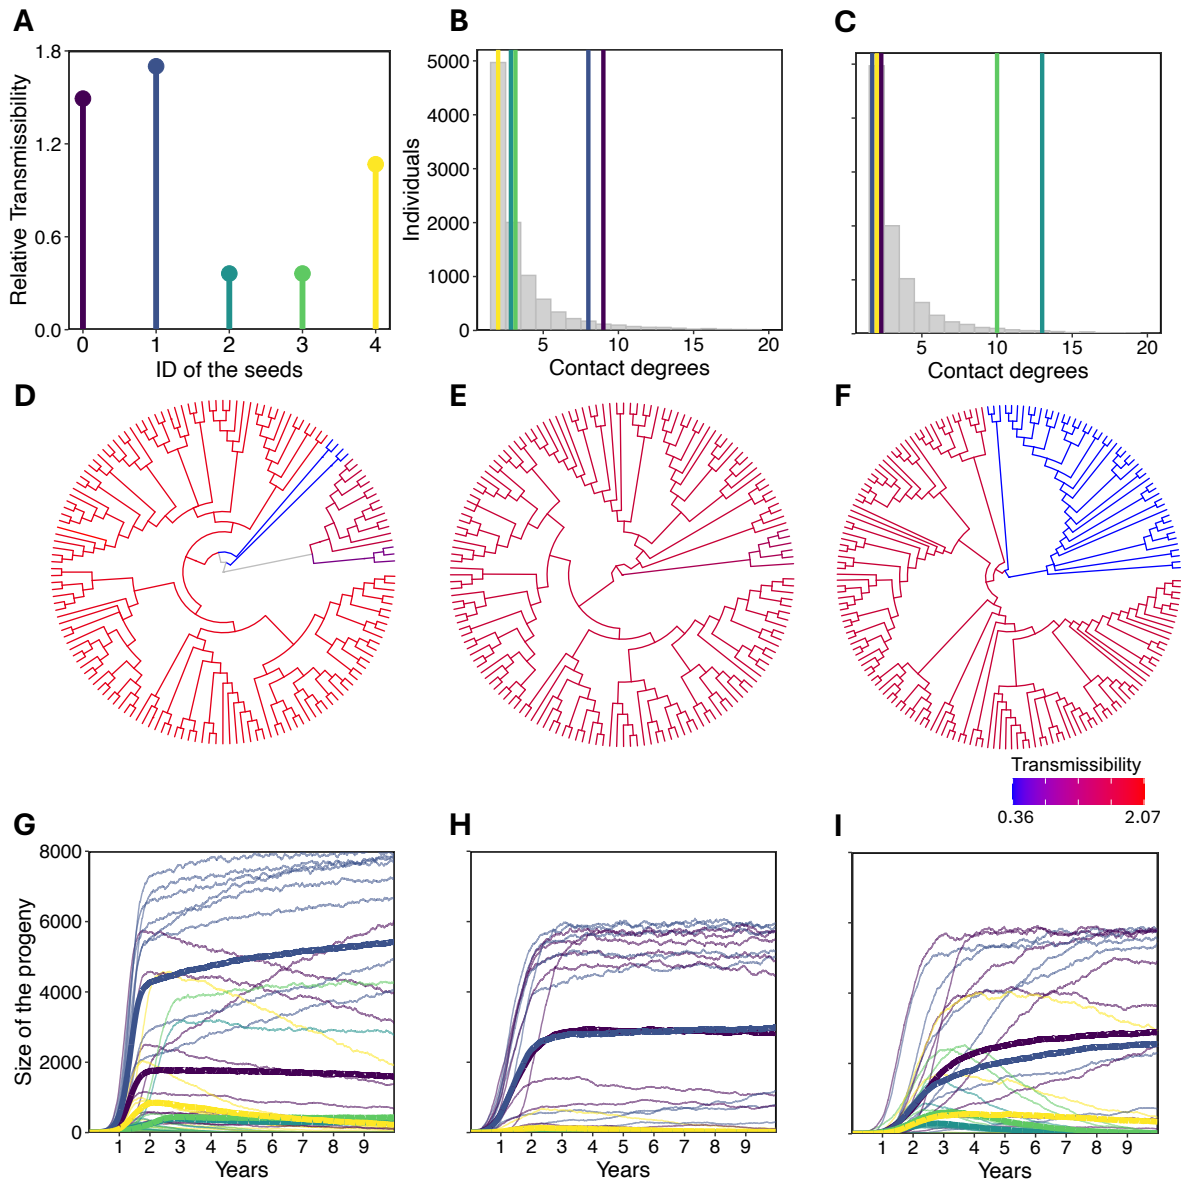 A
B
C
1.8
1.2
0.6
0.0
Relative Transmissibility
0 1 2 3 4
ID of the seeds
5000
4000
3000
2000
1000
0
Individuals
5 10 15 20
Contact degrees
5 10 15 20
Contact degrees
D
E
F
Transmissibility
0.36 2.07
G
H
I
8000
6000
4000
2000
0
Size of the progeny
1 2 3 4 5 6 7 8 9
Years
1 2 3 4 5 6 7 8 9
Years
1 2 3 4 5 6 7 8 9
Years